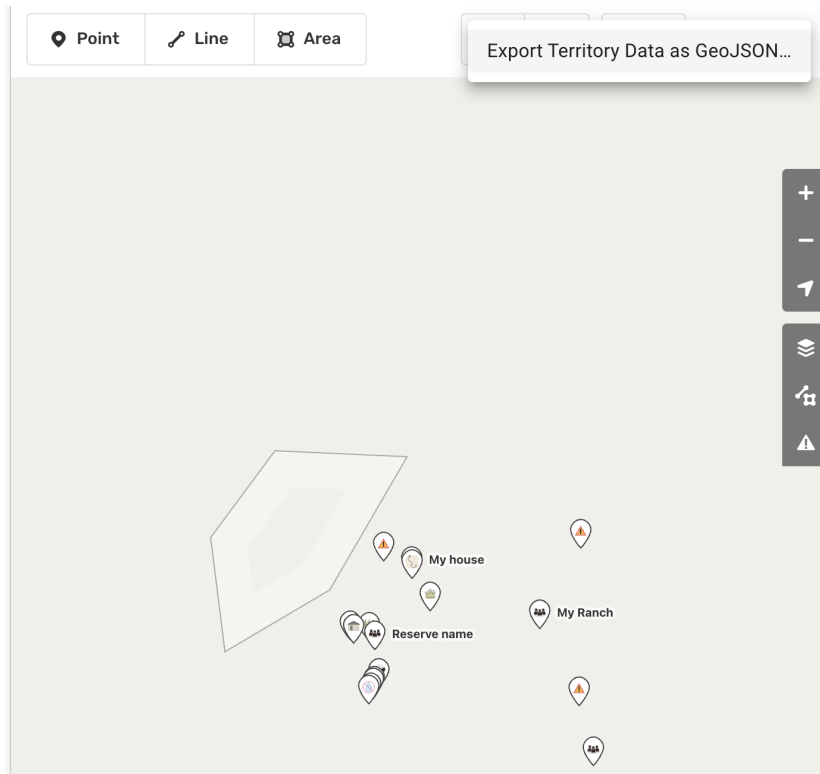 Point
Line
Area
Export Territory Data as GeoJSON...
My house
My Ranch
Reserve name